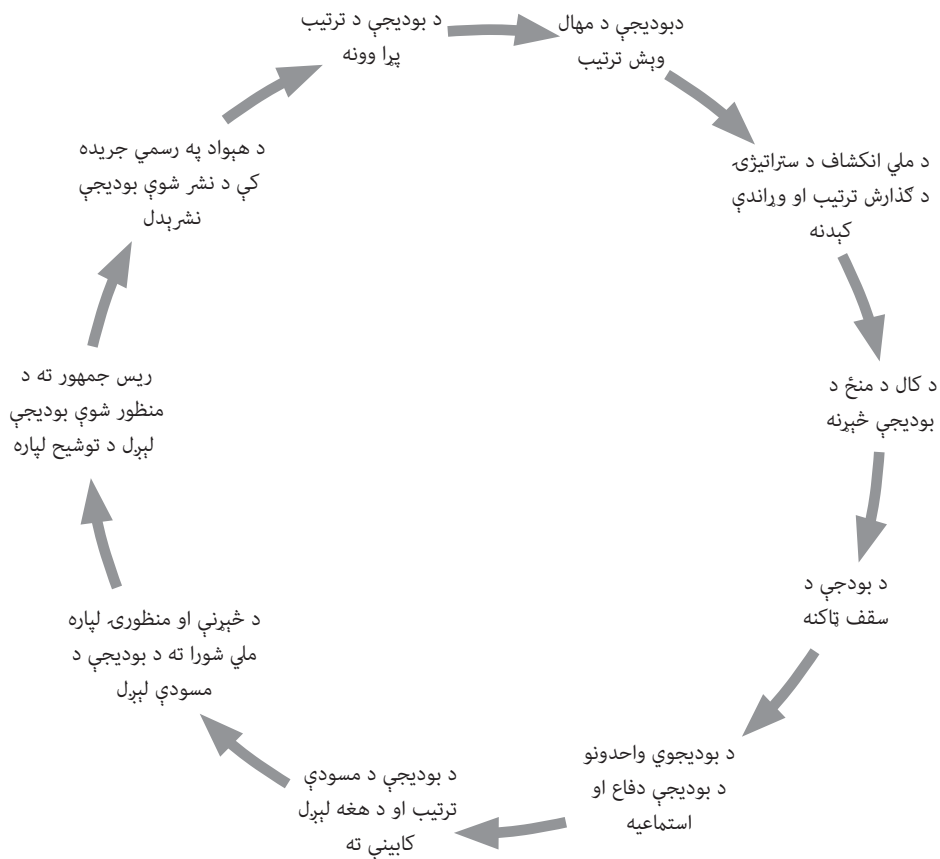 د بودیجې د ترتیب
پړا وونه
دبودیجې د مهال
وېش ترتیب
د ملي انکشاف د ستراتیژۍ
د گذارش ترتیب او وړاندې
کېدنه
د کال د منځ د
بودیجې څېړنه
د بودجې د
سقف ټاکنه
د بودیجوي واحدونو
د بودیجې دفاع او
استماعیه
د بودیجې د مسودې
ترتیب او د هغه لېږل
کابینې ته
د څېړنې او منظورۍ لپاره
ملي شورا ته د بودیجې د
مسودې لېږل
ریس جمهور ته د
منظور شوې بودیجې
لېږل د توشیح لپاره
د هېواد په رسمي جریده
کې د نشر شوې بودیجې
نشرېدل